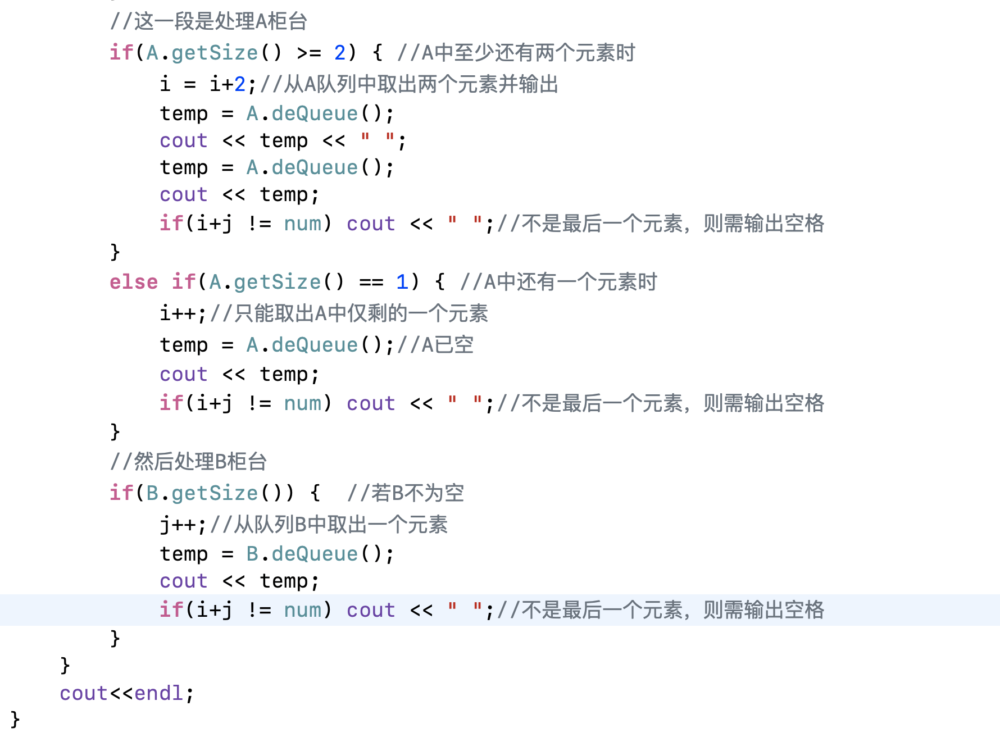 //这一段是处理A柜台
if(A.getSize() >= 2) { //A中至少还有两个元素时
i = i+2;//从A队列中取出两个元素并输出
temp = A.deQueue();
cout << temp << " ";
temp = A.deQueue();
cout << temp;
if(i+j != num) cout << " ";//不是最后一个元素，则需输出空格
}
else if(A.getSize() == 1) { //A中还有一个元素时
i++;//只能取出A中仅剩的一个元素
temp = A.deQueue();//A已空
cout << temp;
if(i+j != num) cout << " ";//不是最后一个元素，则需输出空格
}
//然后处理B柜台
if(B.getSize()) {  //若B不为空
j++;//从队列B中取出一个元素
temp = B.deQueue();
cout << temp;
if(i+j != num) cout << " ";//不是最后一个元素，则需输出空格
}
}
cout<<endl;
}